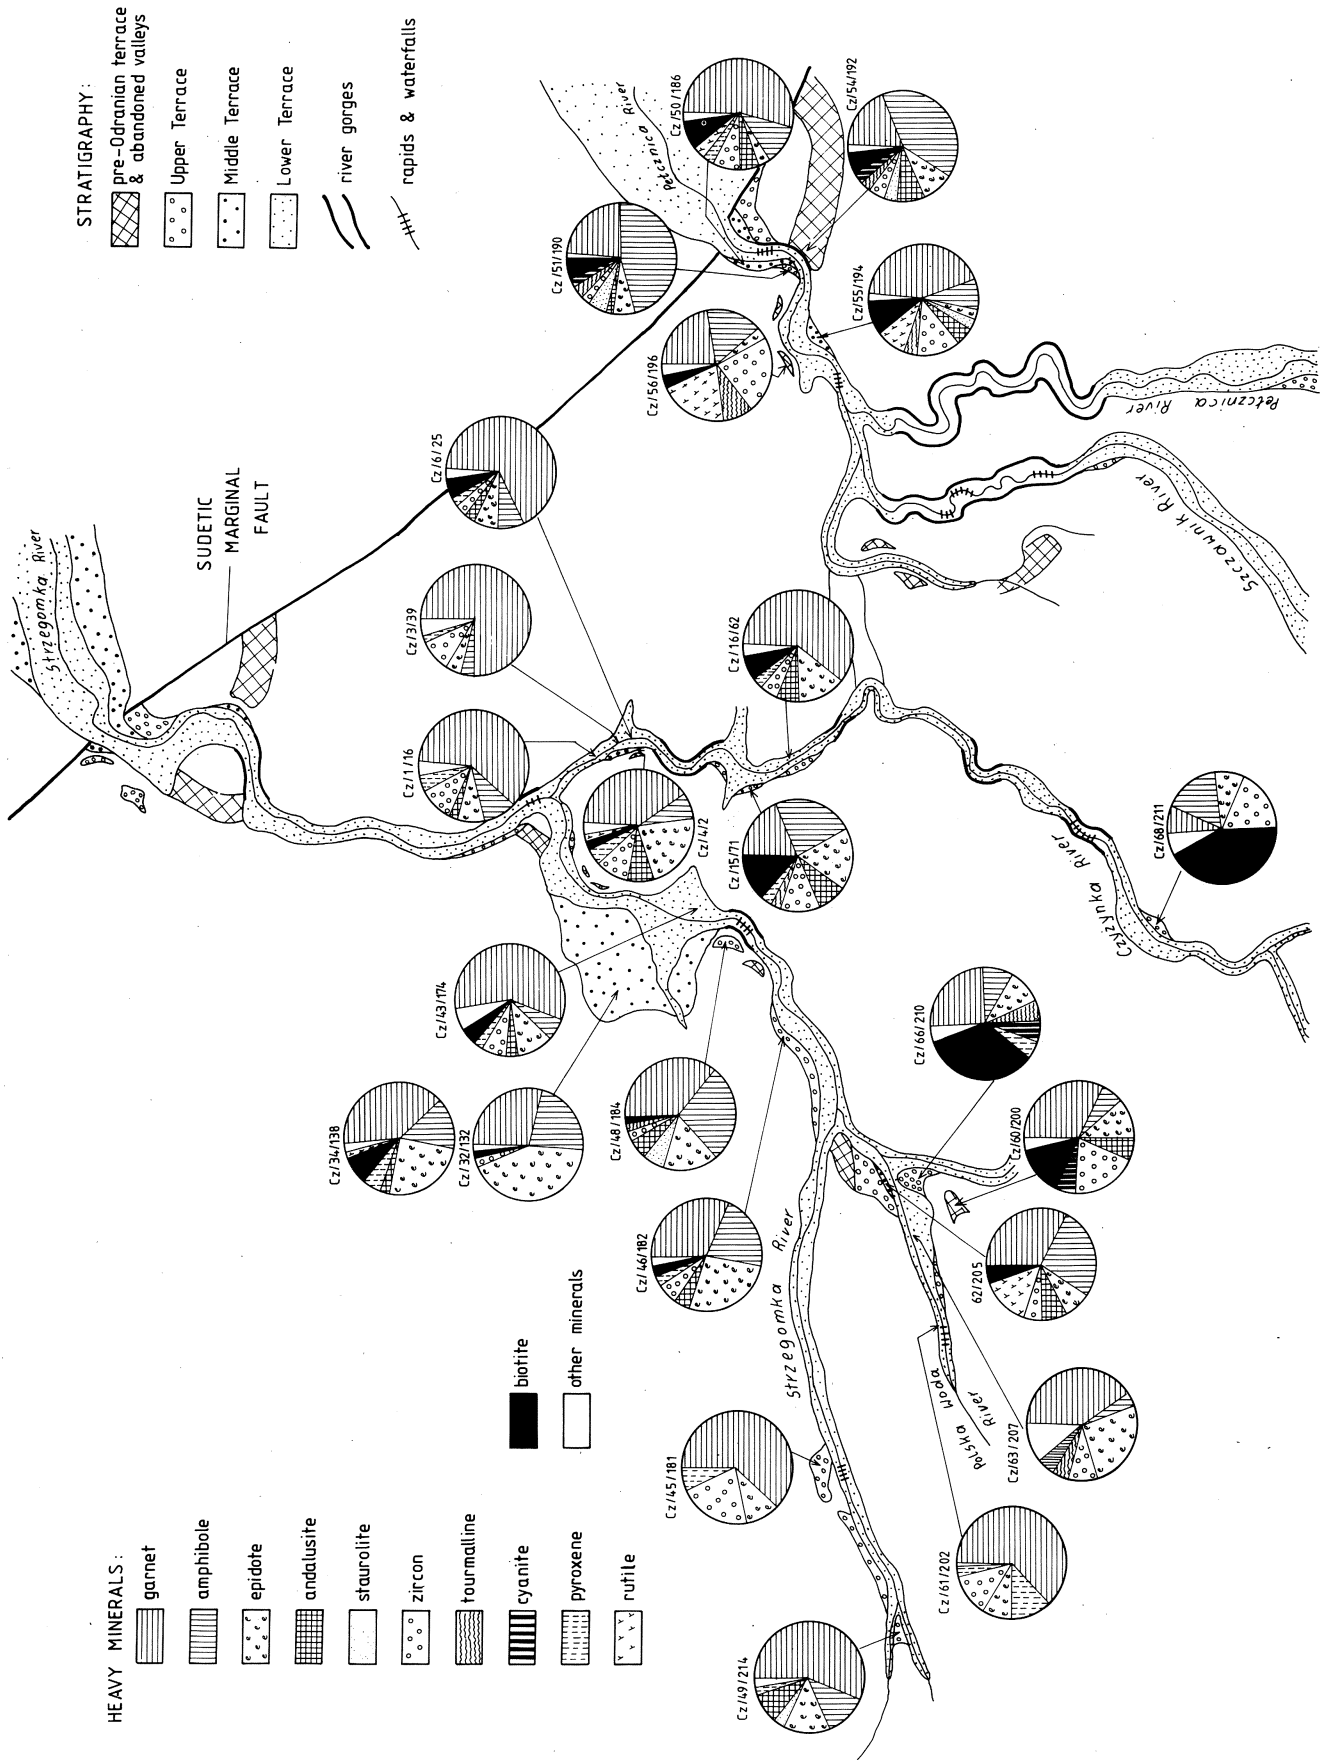 STRATIGRAPHY:
pre-Odranian terrace
& abandoned valleys
Upper Terrace
Middle Terrace
Lower Terrace
river gorges
rapids & waterfalls
HEAVY MINERALS:
garnet
amphibole
epidote
andalusite
staurolite
zircon
tourmalline
cyanite
pyroxene
rutile
biotite
other minerals
SUDETIC
MARGINAL
FAULT
Strzegomka River
Pełcznica River
Cz/50/186
Cz/54/192
Cz/51/190
Cz/55/194
Cz/56/196
Cz/6/25
Cz/3/39
Cz/1/16
Cz/16/62
Cz/4/2
Cz/15/71
Cz/68/211
Cz/43/174
Cz/66/210
Cz/34/138
Cz/32/132
Cz/48/184
Cz/60/200
Cz/46/182
62/205
Cz/45/181
Cz/63/207
Cz/61/202
Cz/49/214
Pełcznica
River
Szczawnik River
Czyżynka River
Strzegomka River
Polska Woda
River